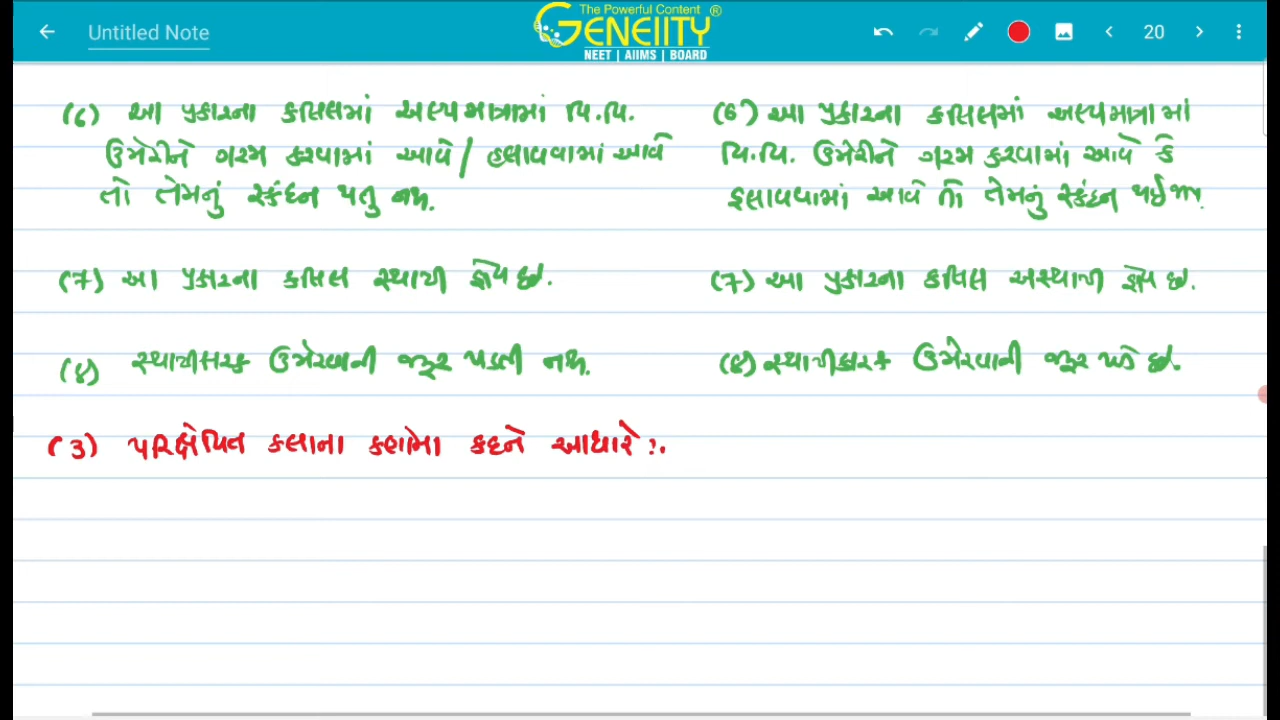 Untitled Note
The Powerful Content
GENEIITY®
NEET | AIIMS | BOARD
20
(6) આ પ્રકારના કલિલમાં અલ્પમાત્રામાં વિ.વિ.
ઉમેરીને ગરમ કરવામાં આવે / હલાવવામાં આવે
તો તેમનું સ્કંદન થતુ નથ.
(6) આ પ્રકારના કલિલમાં અલ્પમાત્રામાં
વિ.વિ. ઉમેરીને ગરમ કરવામાં આવે કે
હલાવવામાં આવે તો તેમનું સ્કંદન થઈ જાય.
(7) આ પ્રકારના કલિલ સ્થાયી હોય છે.
(7) આ પ્રકારના કલિલ અસ્થાયી હોય છે.
(8) સ્થાયીકારક ઉમેરવાની જરૂર પડતી નથ.
(8) સ્થાયીકારક ઉમેરવાની જરૂર પડે છે.
(3) પરિક્ષેપિત કલાના કણોના કદને આધારે :.